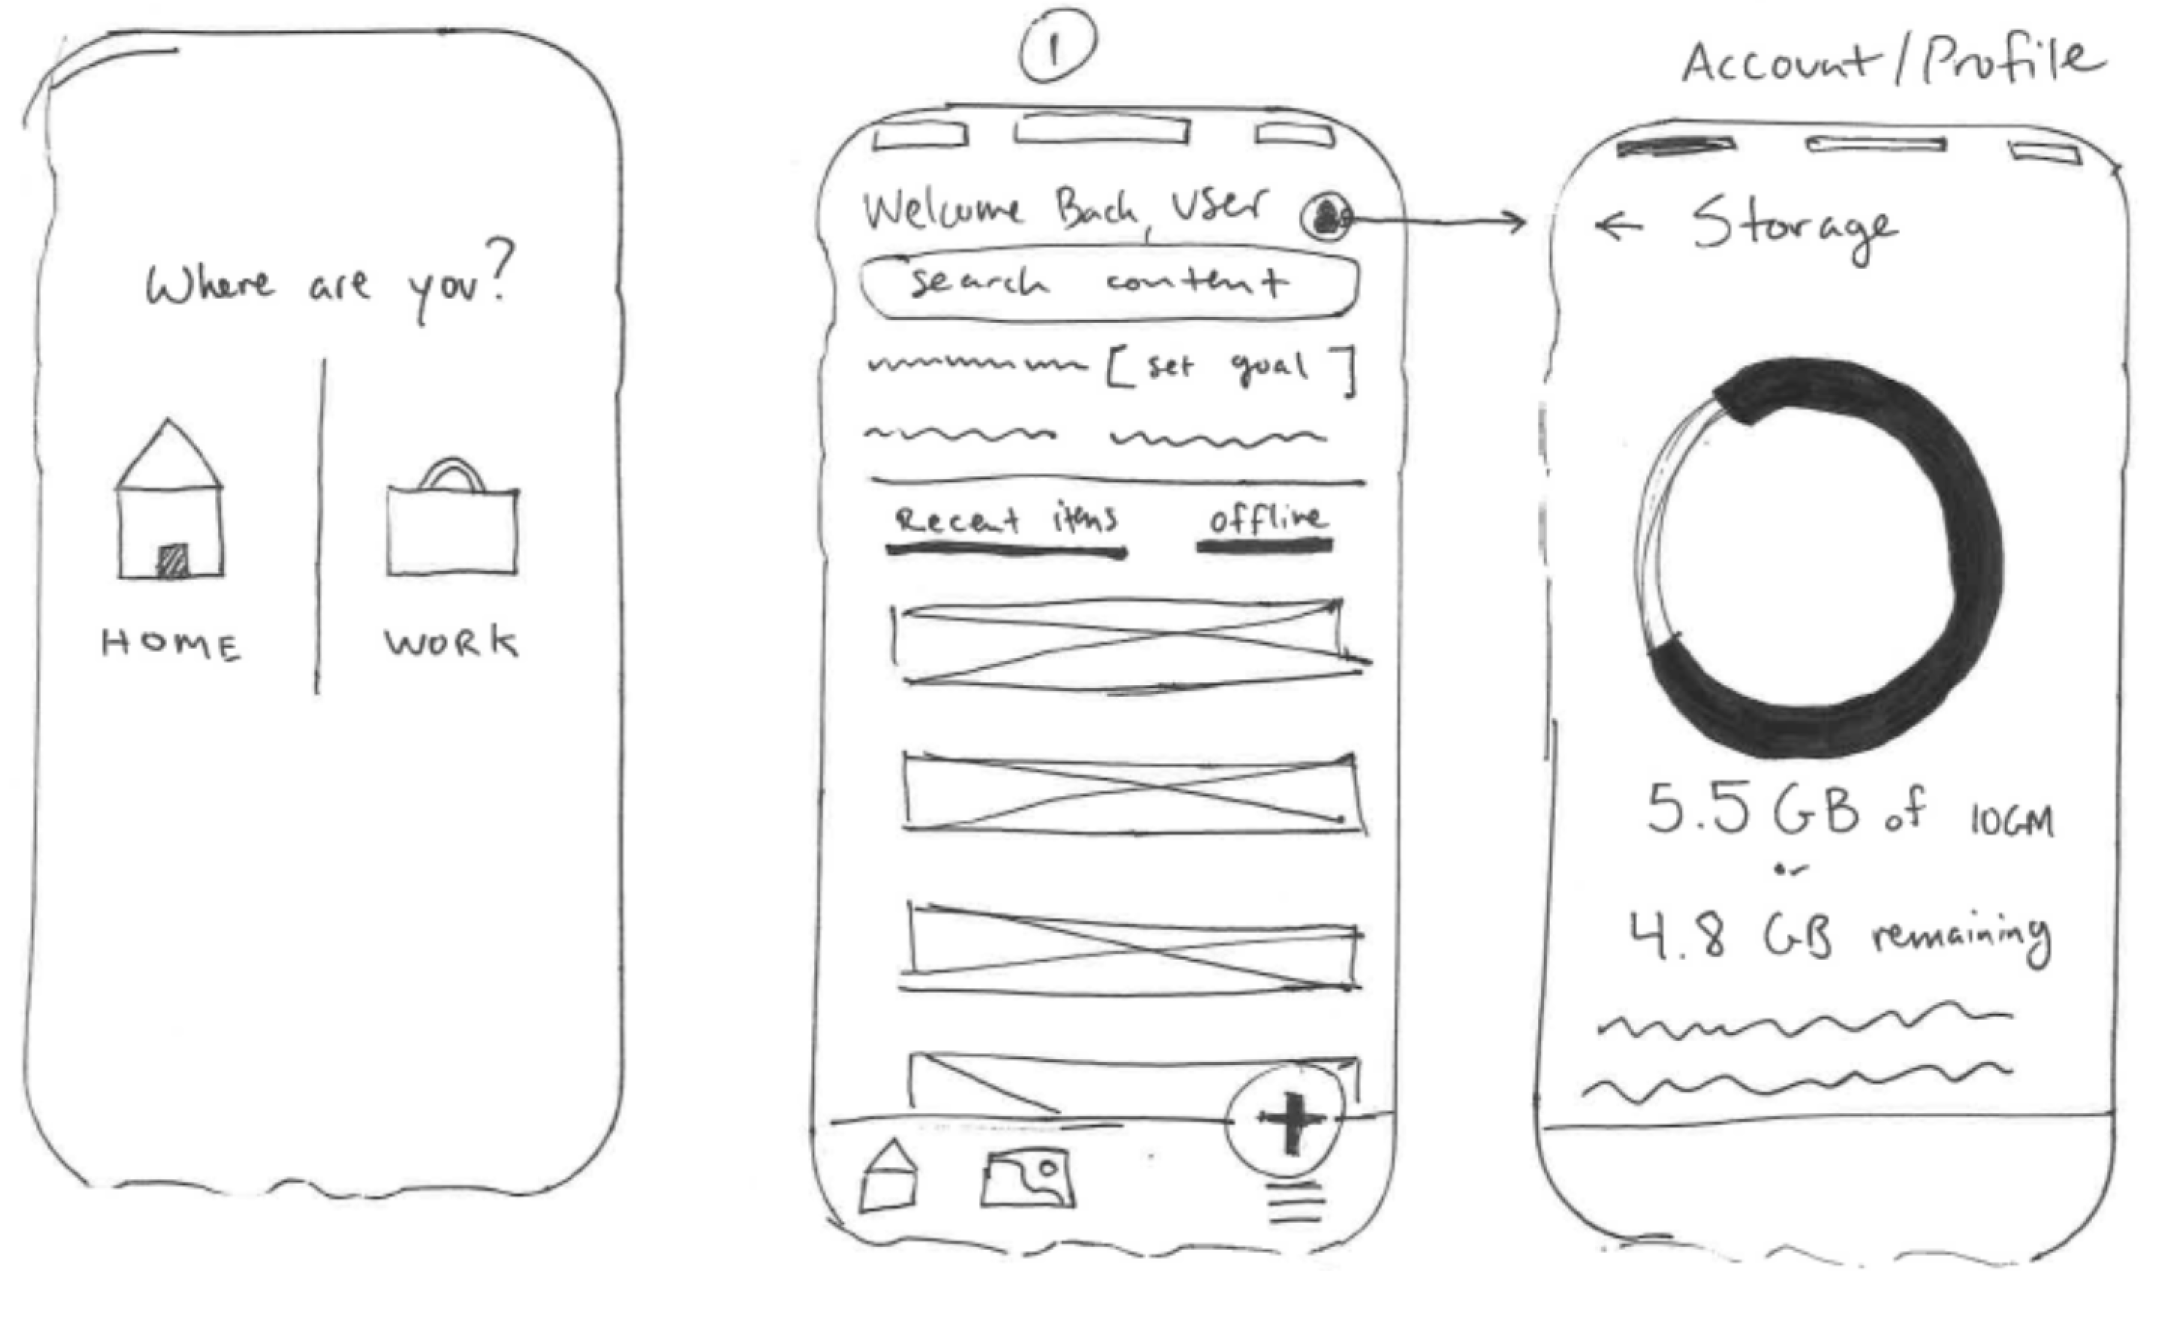 Where are you?
HOME
WORK
1
Welcome Back, User
search content
[set goal]
Recent items
offline
Account/Profile
← Storage
5.5 GB of 10GM
or
4.8 GB remaining